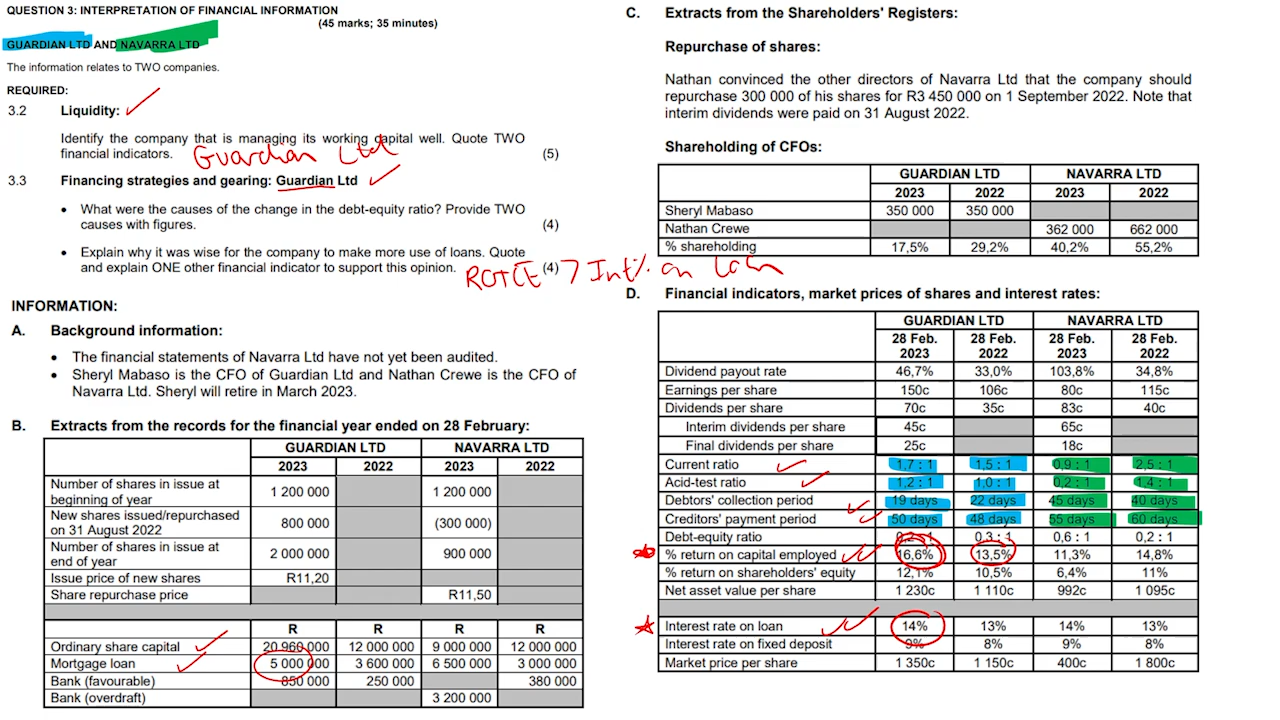 QUESTION 3: INTERPRETATION OF FINANCIAL INFORMATION
(45 marks; 35 minutes)
GUARDIAN LTD AND NAVARRA LTD
The information relates to TWO companies.
REQUIRED:
3.2 Liquidity:
Identify the company that is managing its working capital well. Quote TWO
financial indicators. (5)
Guardian Ltd
3.3 Financing strategies and gearing: Guardian Ltd
• What were the causes of the change in the debt-equity ratio? Provide TWO
causes with figures. (4)
• Explain why it was wise for the company to make more use of loans. Quote
and explain ONE other financial indicator to support this opinion. (4)
ROTCE > Int% on loan
INFORMATION:
A. Background information:
• The financial statements of Navarra Ltd have not yet been audited.
• Sheryl Mabaso is the CFO of Guardian Ltd and Nathan Crewe is the CFO of
Navarra Ltd. Sheryl will retire in March 2023.
B. Extracts from the records for the financial year ended on 28 February:
GUARDIAN LTD NAVARRA LTD
2023 2022 2023 2022
Number of shares in issue at
beginning of year 1 200 000 1 200 000
New shares issued/repurchased
on 31 August 2022 800 000 (300 000)
Number of shares in issue at
end of year 2 000 000 900 000
Issue price of new shares R11,20
Share repurchase price R11,50
R R R R
Ordinary share capital 20 960 000 12 000 000 9 000 000 12 000 000
Mortgage loan 5 000 000 3 600 000 6 500 000 3 000 000
Bank (favourable) 850 000 250 000 380 000
Bank (overdraft) 3 200 000
C. Extracts from the Shareholders' Registers:
Repurchase of shares:
Nathan convinced the other directors of Navarra Ltd that the company should
repurchase 300 000 of his shares for R3 450 000 on 1 September 2022. Note that
interim dividends were paid on 31 August 2022.
Shareholding of CFOs:
GUARDIAN LTD NAVARRA LTD
2023 2022 2023 2022
Sheryl Mabaso 350 000 350 000
Nathan Crewe 362 000 662 000
% shareholding 17,5% 29,2% 40,2% 55,2%
D. Financial indicators, market prices of shares and interest rates:
GUARDIAN LTD NAVARRA LTD
28 Feb. 28 Feb. 28 Feb. 28 Feb.
2023 2022 2023 2022
Dividend payout rate 46,7% 33,0% 103,8% 34,8%
Earnings per share 150c 106c 80c 115c
Dividends per share 70c 35c 83c 40c
Interim dividends per share 45c 65c
Final dividends per share 25c 18c
Current ratio 1,7 : 1 1,5 : 1 0,9 : 1 2,5 : 1
Acid-test ratio 1,2 : 1 1,0 : 1 0,2 : 1 1,4 : 1
Debtors' collection period 19 days 22 days 45 days 40 days
Creditors' payment period 50 days 48 days 55 days 60 days
Debt-equity ratio 0,2 : 1 0,3 : 1 0,6 : 1 0,2 : 1
% return on capital employed 16,6% 13,5% 11,3% 14,8%
% return on shareholders' equity 12,1% 10,5% 6,4% 11%
Net asset value per share 1 230c 1 110c 992c 1 095c
Interest rate on loan 14% 13% 14% 13%
Interest rate on fixed deposit 9% 8% 9% 8%
Market price per share 1 350c 1 150c 400c 1 800c